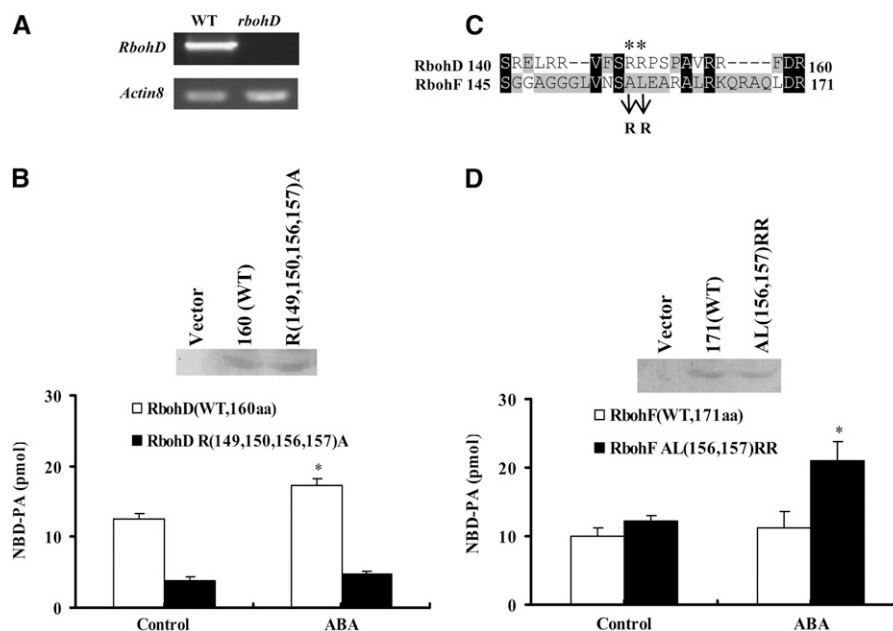 A
WT rbohD
RbohD
Actin8
C
**
RbohD 140 SRELRR--VFSRRPSPAVRR----FDR 160
RbohF 145 SGGAGGGLVNSALEARALRKQRAQLDR 171
R R
B
Vector
160 (WT)
R(149,150,156,157)A
30
20
10
0
NBD-PA (pmol)
RbohD(WT,160aa)
RbohD R(149,150,156,157)A
*
Control ABA
D
Vector
171(WT)
AL(156,157)RR
30
20
10
0
NBD-PA (pmol)
RbohF(WT,171aa)
RbohF AL(156,157)RR
*
Control ABA